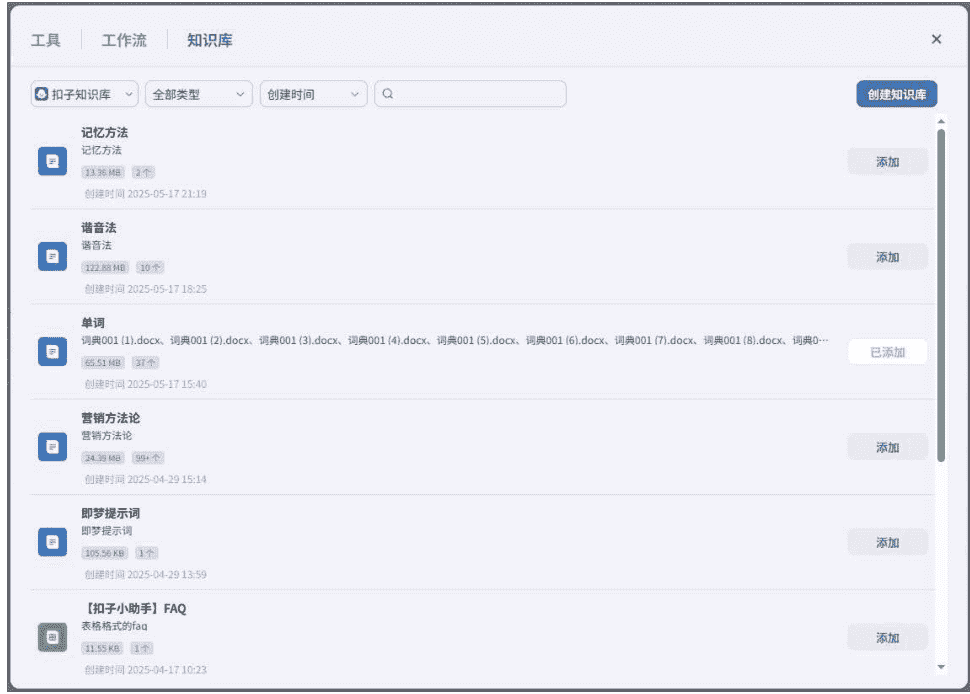 工具 工作流 知识库
扣子知识库 全部类型 创建时间 创建知识库
记忆方法
记忆方法
13.36 MB 2个
创建时间 2025-05-17 21:19
添加
谐音法
谐音法
122.88 MB 10个
创建时间 2025-05-17 18:25
添加
单词
词典001 (1).docx、词典001 (2).docx、词典001 (3).docx、词典001 (4).docx、词典001 (5).docx、词典001 (6).docx、词典001 (7).docx、词典001 (8).docx、词典0…
65.51 MB 37个
创建时间 2025-05-17 15:40
已添加
营销方法论
营销方法论
24.39 MB 99+个
创建时间 2025-04-29 15:14
添加
即梦提示词
即梦提示词
105.56 KB 1个
创建时间 2025-04-29 13:59
添加
【扣子小助手】FAQ
表格格式的faq
11.55 KB 1个
创建时间 2025-04-17 10:23
添加